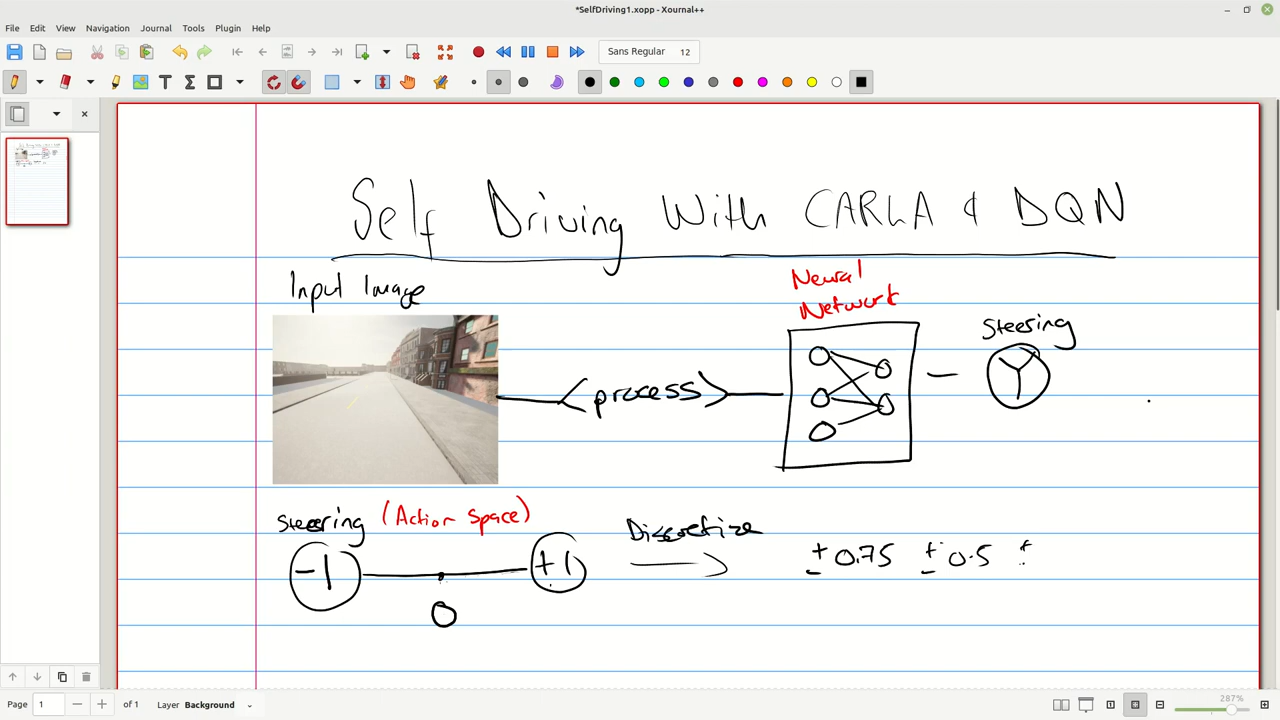 *SelfDriving1.xopp - Xournal++
File Edit View Navigation Journal Tools Plugin Help
Sans Regular 12
Self Driving With CARLA & DQN
Input Image
Neural
Network
Steering
<process>
Steering (Action Space)
Discretize
-1
+1
± 0.75 ± 0.5 ±
0
Page 1 of 1 Layer Background
287%